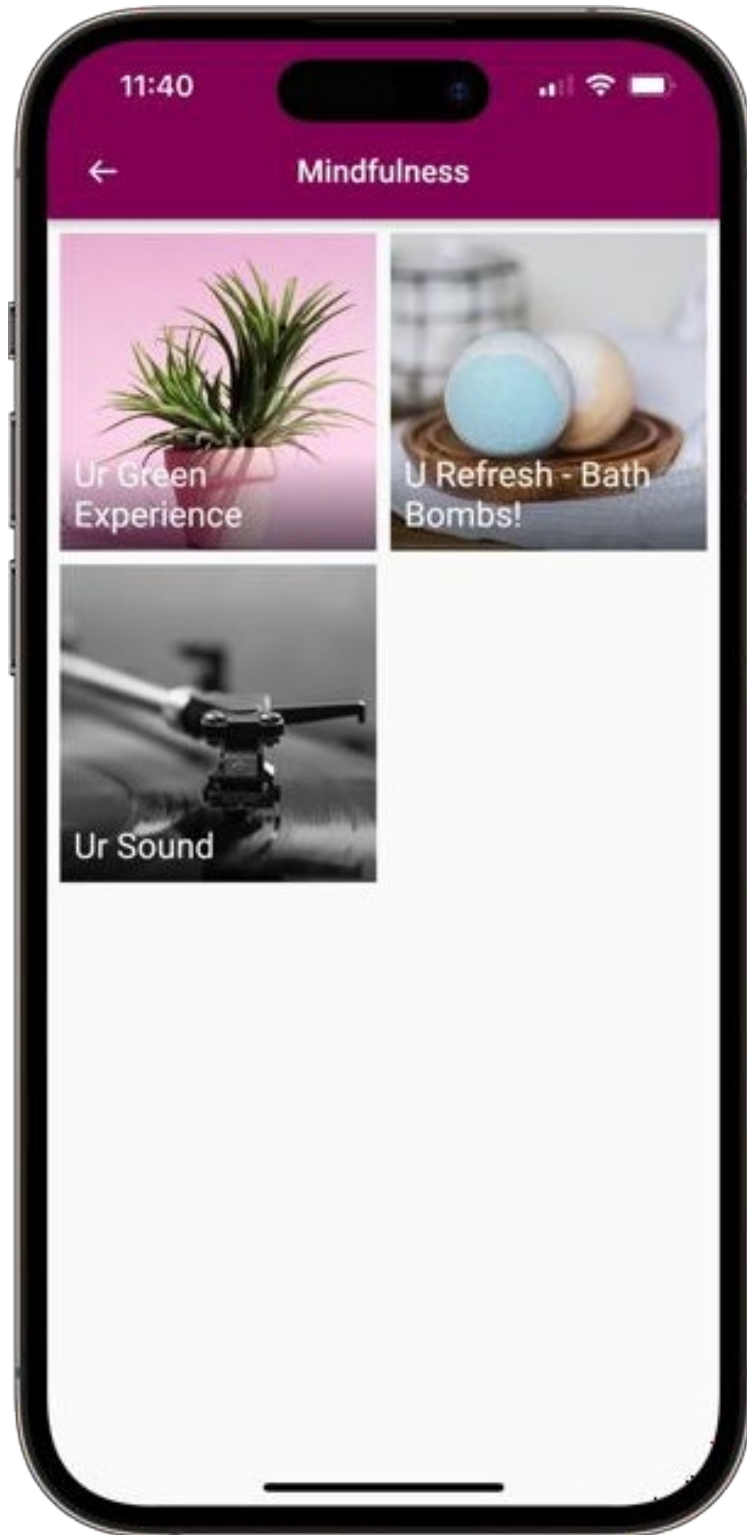 11:40
Mindfulness
Ur Green
Experience
U Refresh - Bath
Bombs!
Ur Sound